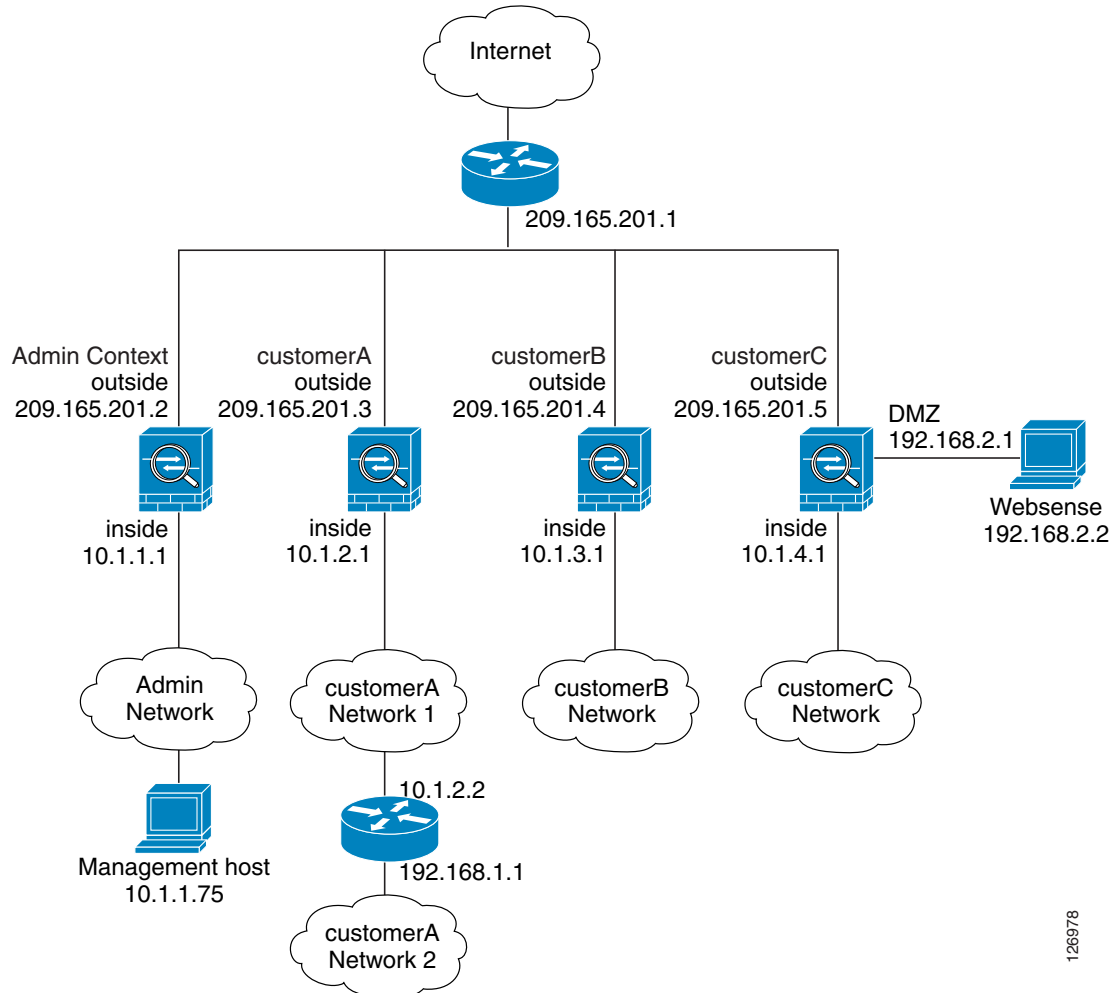 Internet
209.165.201.1
Admin Context
outside
209.165.201.2
customerA
outside
209.165.201.3
customerB
outside
209.165.201.4
customerC
outside
209.165.201.5
DMZ
192.168.2.1
Websense
192.168.2.2
inside
10.1.1.1
inside
10.1.2.1
inside
10.1.3.1
inside
10.1.4.1
Admin
Network
customerA
Network 1
customerB
Network
customerC
Network
10.1.2.2
Management host
10.1.1.75
192.168.1.1
customerA
Network 2
126978